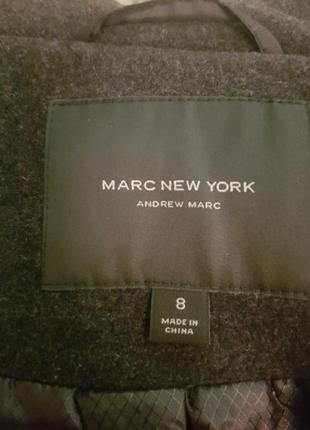 MARC NEW YORK
ANDREW MARC
8
MADE IN
CHINA